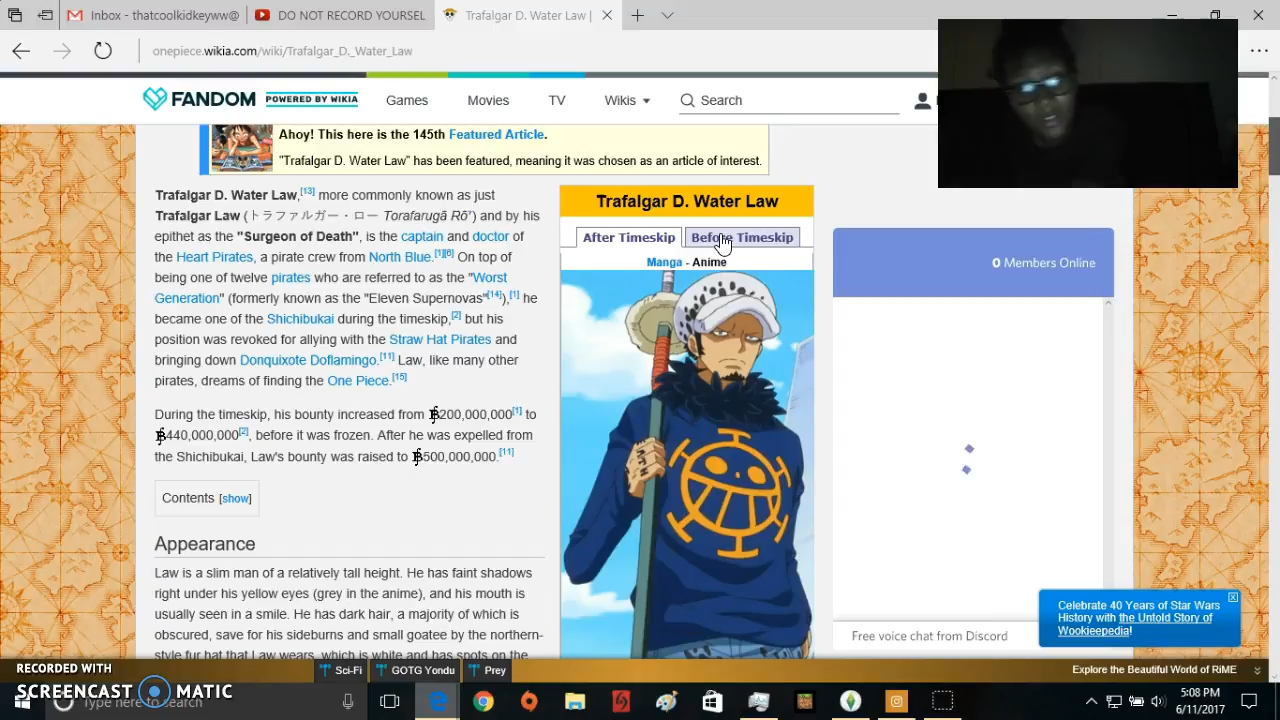 DO NOT RECORD YOURSELF
Trafalgar D. Water Law |
onepiece.wikia.com/wiki/Trafalgar_D._Water_Law
FANDOM POWERED BY WIKIA Games Movies TV Wikis Search
Ahoy! This here is the 145th Featured Article.
"Trafalgar D. Water Law" has been featured, meaning it was chosen as an article of interest.
Trafalgar D. Water Law,[13] more commonly known as just
Trafalgar Law (トラファルガー・ロー Torafarugā Rō?) and by his
epithet as the "Surgeon of Death", is the captain and doctor of
the Heart Pirates, a pirate crew from North Blue.[1][6] On top of
being one of twelve pirates who are referred to as the "Worst
Generation" (formerly known as the "Eleven Supernovas"[14]),[1] he
became one of the Shichibukai during the timeskip,[2] but his
position was revoked for allying with the Straw Hat Pirates and
bringing down Donquixote Doflamingo.[11] Law, like many other
pirates, dreams of finding the One Piece.[15]
During the timeskip, his bounty increased from ฿200,000,000[1] to
฿440,000,000[2], before it was frozen. After he was expelled from
the Shichibukai, Law's bounty was raised to ฿500,000,000.[11]
Contents [show]
Appearance
Law is a slim man of a relatively tall height. He has faint shadows
right under his yellow eyes (grey in the anime), and his mouth is
usually seen in a smile. He has dark hair, a majority of which is
obscured, save for his sideburns and small goatee by the northern-
style fur hat that Law wears, which is white and has spots on the
Trafalgar D. Water Law
After Timeskip Before Timeskip
Manga - Anime
0 Members Online
Free voice chat from Discord
Celebrate 40 Years of Star Wars
History with the Untold Story of
Wookieepedia!
Sci-Fi GOTG Yondu Prey
Explore the Beautiful World of RiME
RECORDED WITH
SCREENCAST MATIC
Type here to search
5:08 PM
6/11/2017